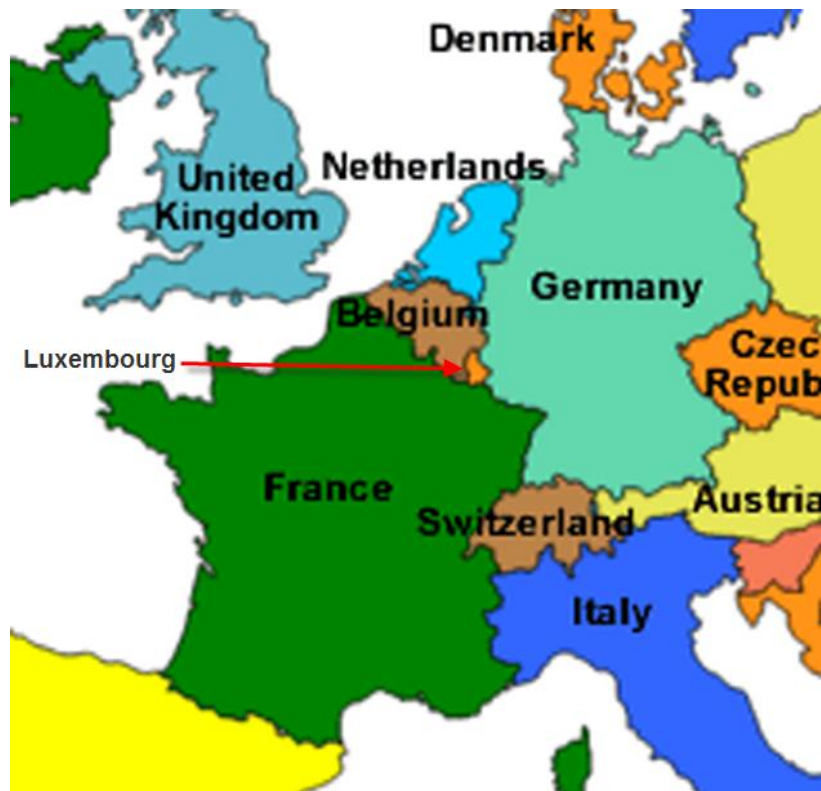 Denmark
Netherlands
United
Kingdom
Germany
Belgium
Czec
Repub
Luxembourg
France
Austria
Switzerland
Italy